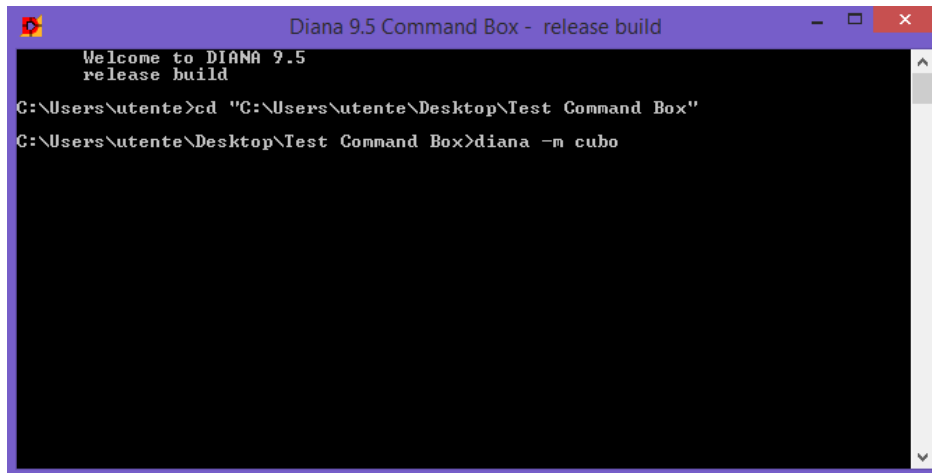 Diana 9.5 Command Box - release build
Welcome to DIANA 9.5
release build
C:\Users\utente>cd "C:\Users\utente\Desktop\Test Command Box"
C:\Users\utente\Desktop\Test Command Box>diana -m cubo